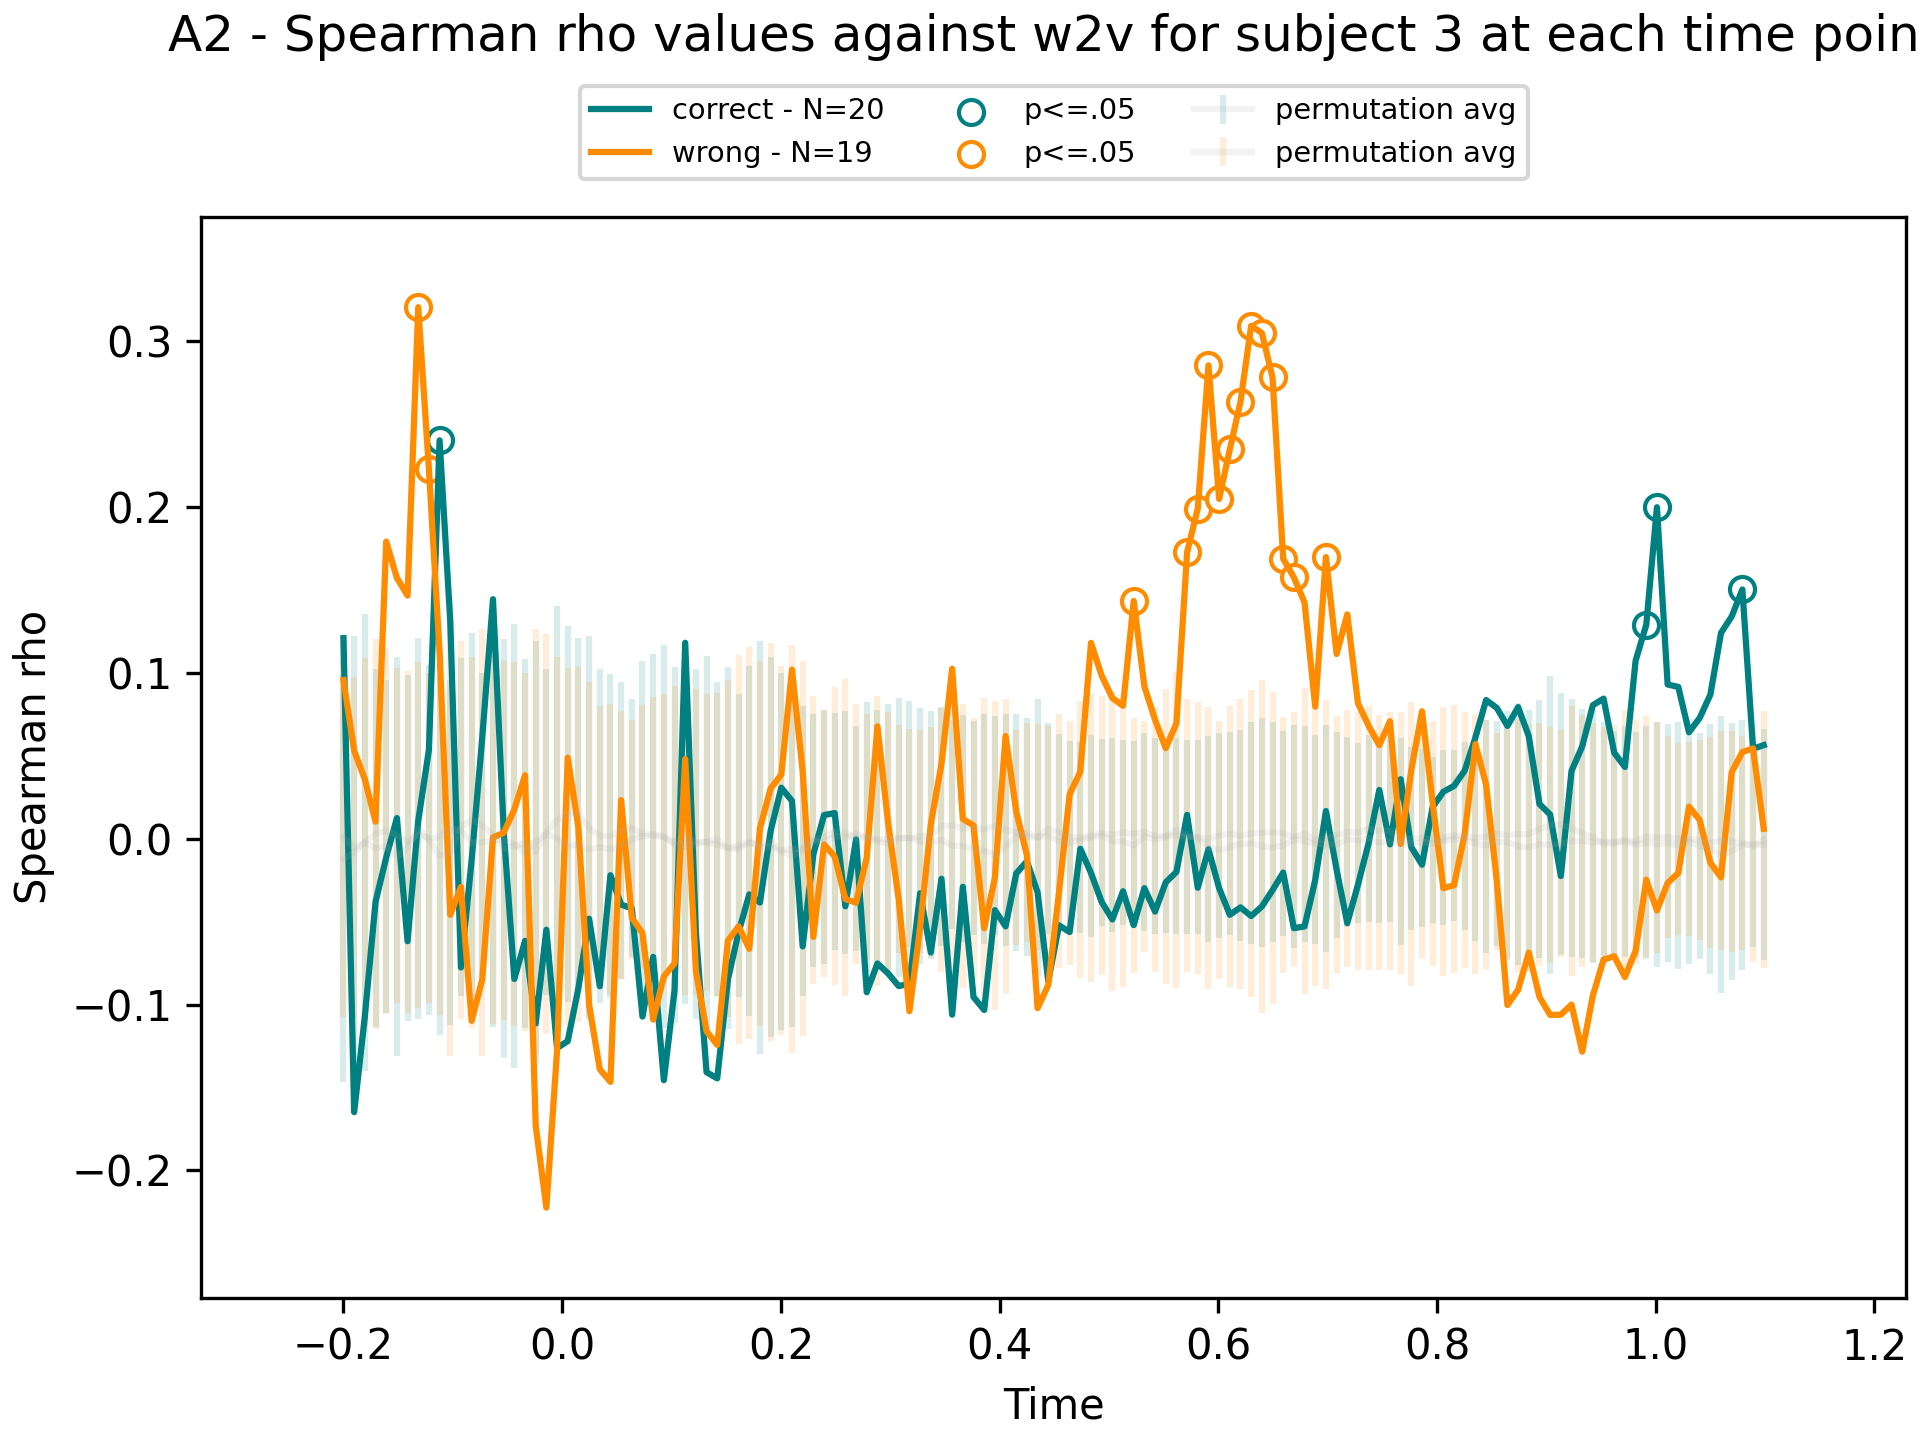 A2 - Spearman rho values against w2v for subject 3 at each time poin
correct - N=20
wrong - N=19
p<=.05
p<=.05
permutation avg
permutation avg
Spearman rho
0.3
0.2
0.1
0.0
−0.1
−0.2
−0.2
0.0
0.2
0.4
0.6
0.8
1.0
1.2
Time